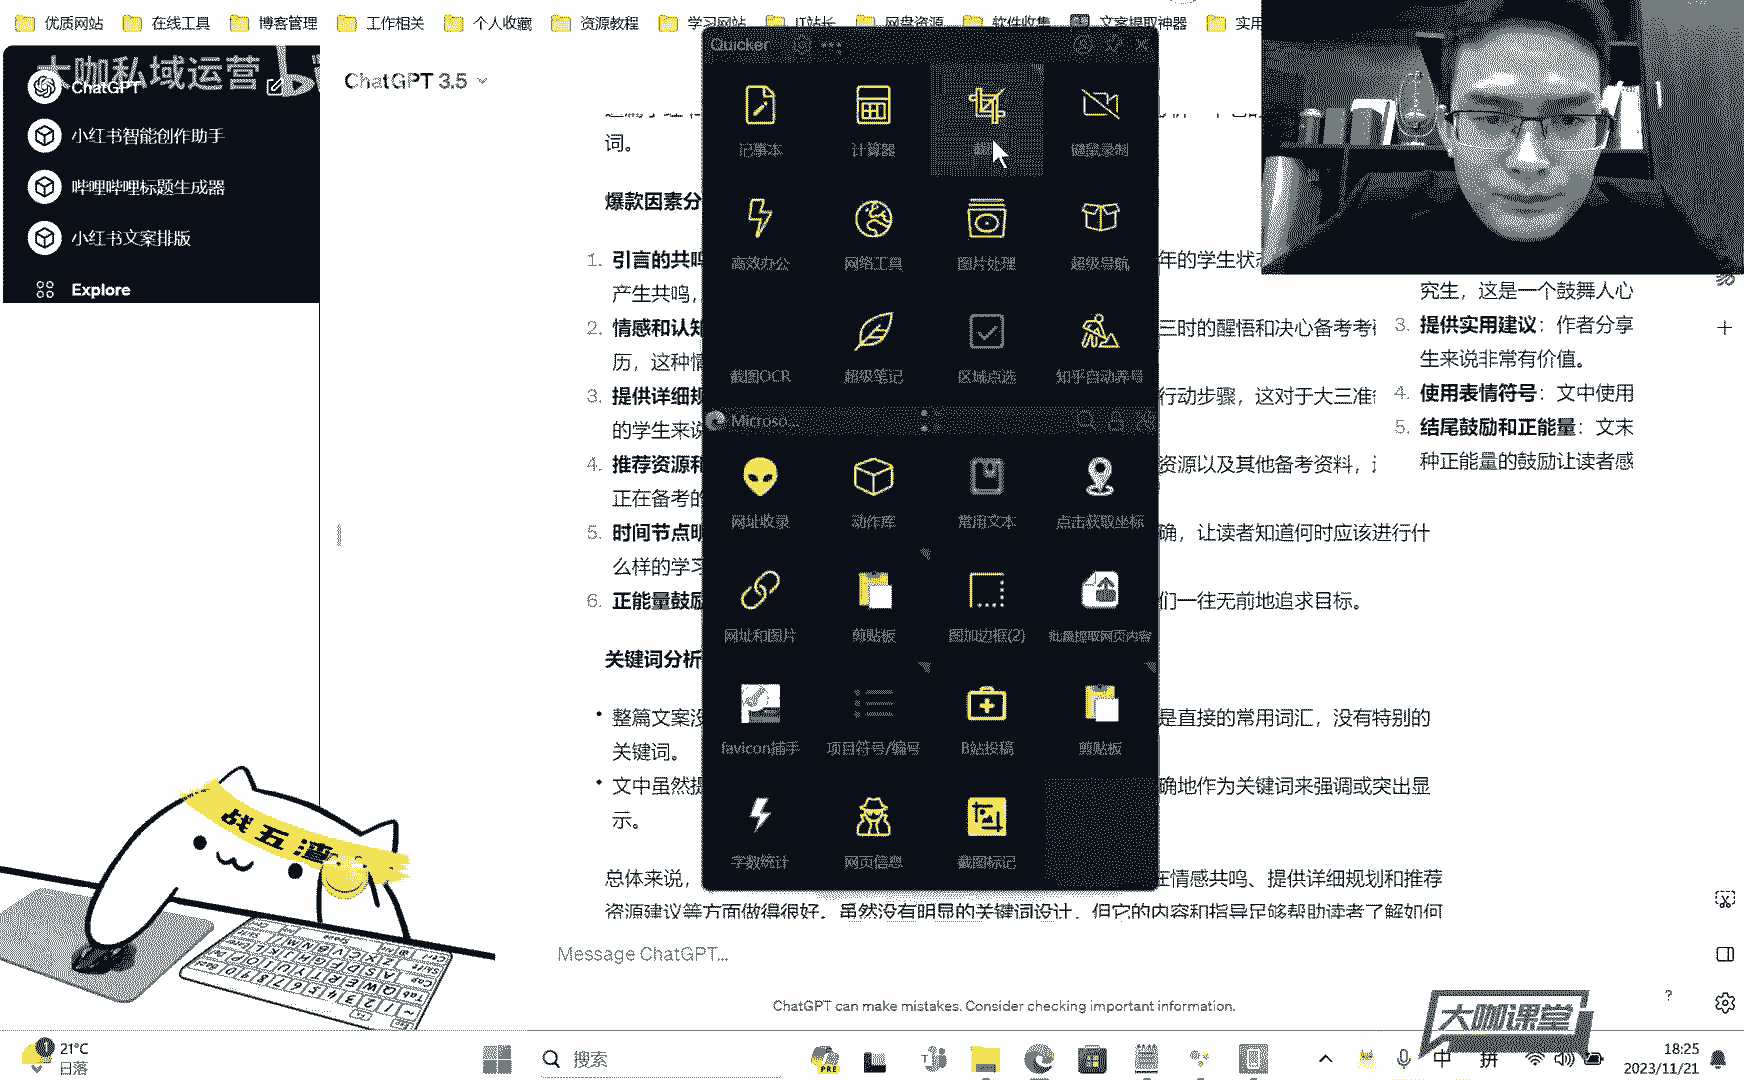 优质网站
在线工具
博客管理
工作相关
个人收藏
资源教程
学习网站
IT站长
网盘资源
软件收集
文案提取神器
大咖私域运营
ChatGPT
小红书智能创作助手
哔哩哔哩标题生成器
小红书文案排版
Explore
ChatGPT 3.5
词。
爆款因素分
1. 引言的共鸣
年的学生状态
产生共鸣，
2. 情感和认知
三时的醒悟和决心备考考
历，这种情
3. 提供详细规
行动步骤，这对于大三准备
的学生来说
4. 推荐资源和
资源以及其他备考资料，
正在备考的
5. 时间节点明
确，让读者知道何时应该进行什
么样的学习
6. 正能量鼓励
们一往无前地追求目标。
关键词分析
整篇文案没
是直接的常用词汇，没有特别的
关键词。
文中虽然提
确地作为关键词来强调或突出显
示。
总体来说，
在情感共鸣、提供详细规划和推荐
资源建议等方面做得很好。虽然没有明显的关键词设计，但它的内容和指导足够帮助读者了解如何
究生，这是一个鼓舞人心
3. 提供实用建议：作者分享
生来说非常有价值。
4. 使用表情符号：文中使用
5. 结尾鼓励和正能量：文末
种正能量的鼓励让读者感
Quicker
记事本
计算器
键鼠录制
高效办公
网络工具
图片处理
超级导航
截图OCR
超级笔记
区域点选
知乎自动养号
Microso...
网址收录
动作库
常用文本
点击获取坐标
网址和图片
剪贴板
图加边框(2)
批量提取网页内容
favicon捕手
项目符号/编号
B站投稿
剪贴板
字数统计
网页信息
截图标记
战五渣
Message ChatGPT...
ChatGPT can make mistakes. Consider checking important information.
?
大咖课堂
1
21°C
日落
搜索
PRE
中
拼
18:25
2023/11/21